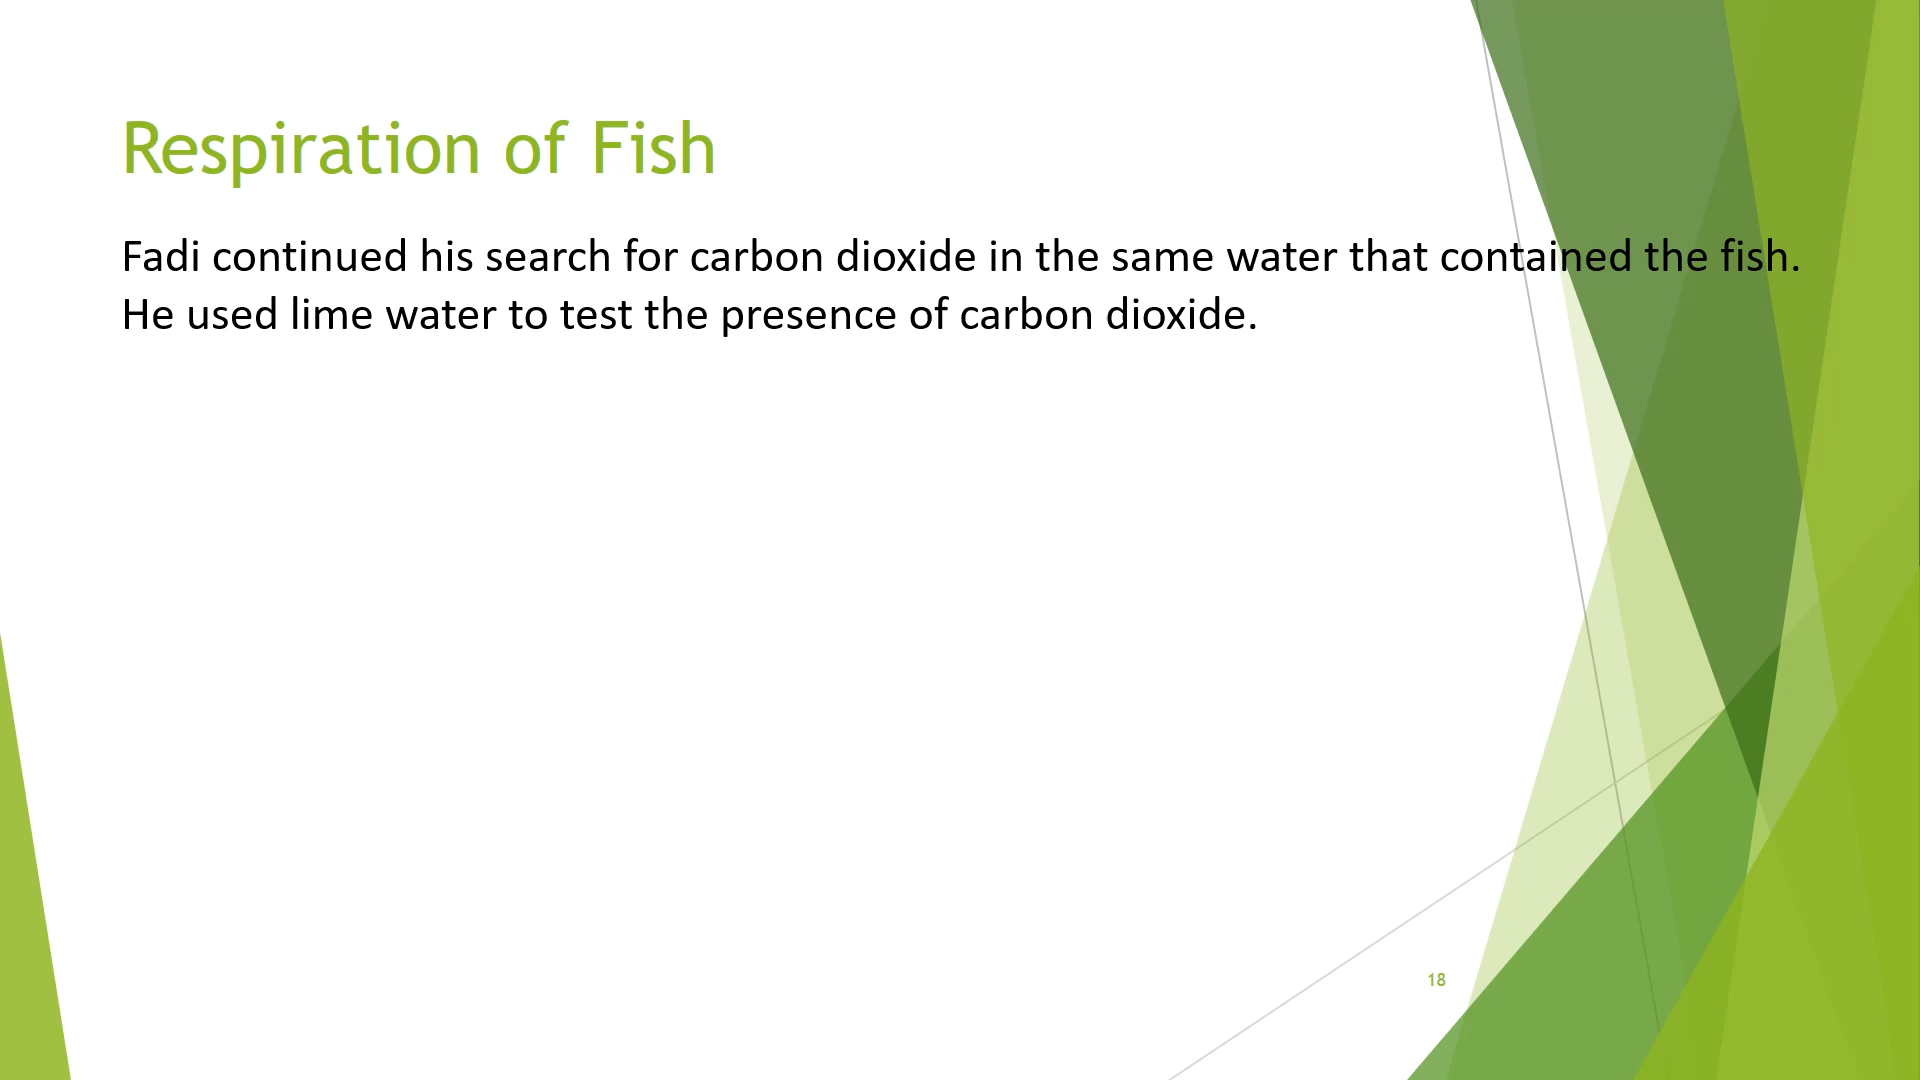 Respiration of Fish
Fadi continued his search for carbon dioxide in the same water that contained the fish.
He used lime water to test the presence of carbon dioxide.
18